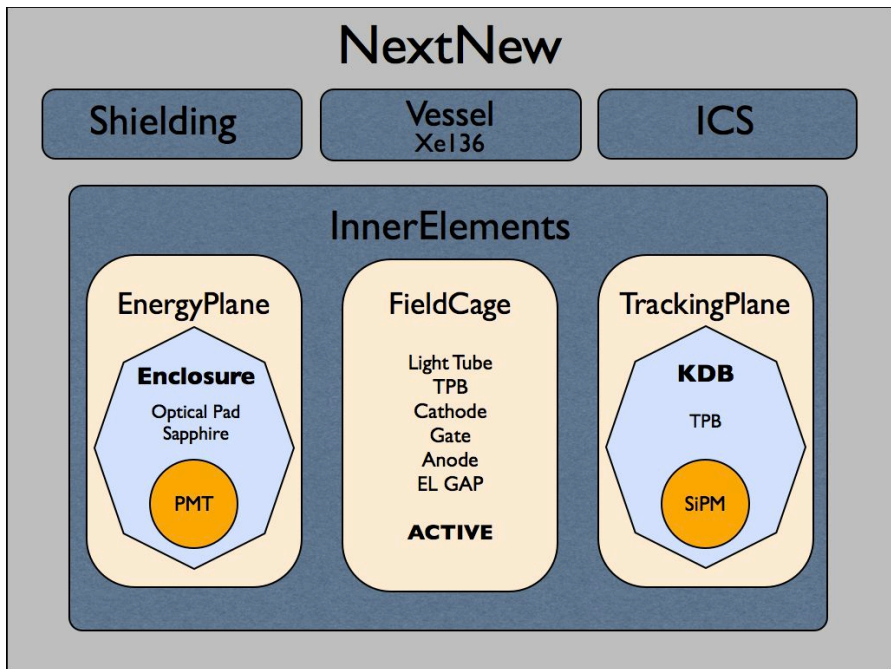 NextNew
Shielding
Vessel
Xe136
ICS
InnerElements
EnergyPlane
Enclosure
Optical Pad
Sapphire
PMT
FieldCage
Light Tube
TPB
Cathode
Gate
Anode
EL GAP
ACTIVE
TrackingPlane
KDB
TPB
SiPM